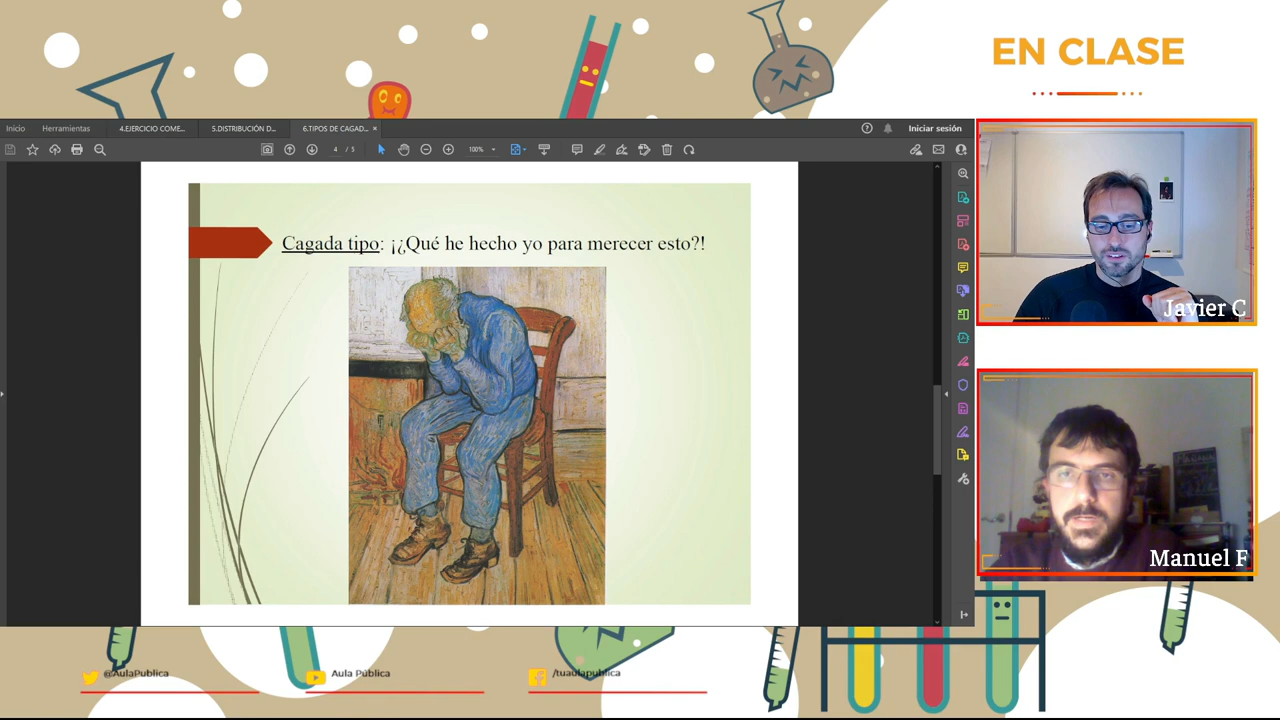 EN CLASE
Inicio
Herramientas
4.EJERCICIO COME...
5.DISTRIBUCIÓN D...
6.TIPOS DE CAGAD... ×
Iniciar sesión
4 / 5
100%
Cagada tipo: ¡¿Qué he hecho yo para merecer esto?!
Javier C
Manuel F
@AulaPublica
Aula Pública
/tuaulapublica